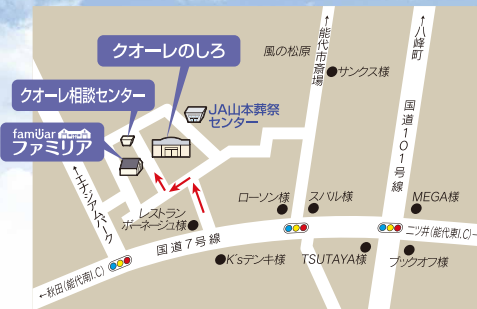 クオーレのしろ
クオーレ相談センター
familiar
ファミリア
JA山本葬祭
センター
風の松原
↑能代市斎場
サンクス様
↑八峰町
国道101号線
←エナジアムパーク
レストラン
ボーネージュ様
ローソン様
スバル様
MEGA様
国道7号線
K'sデンキ様
TSUTAYA様
ブックオフ様
二ツ井(能代東I.C)→
←秋田(能代南I.C)